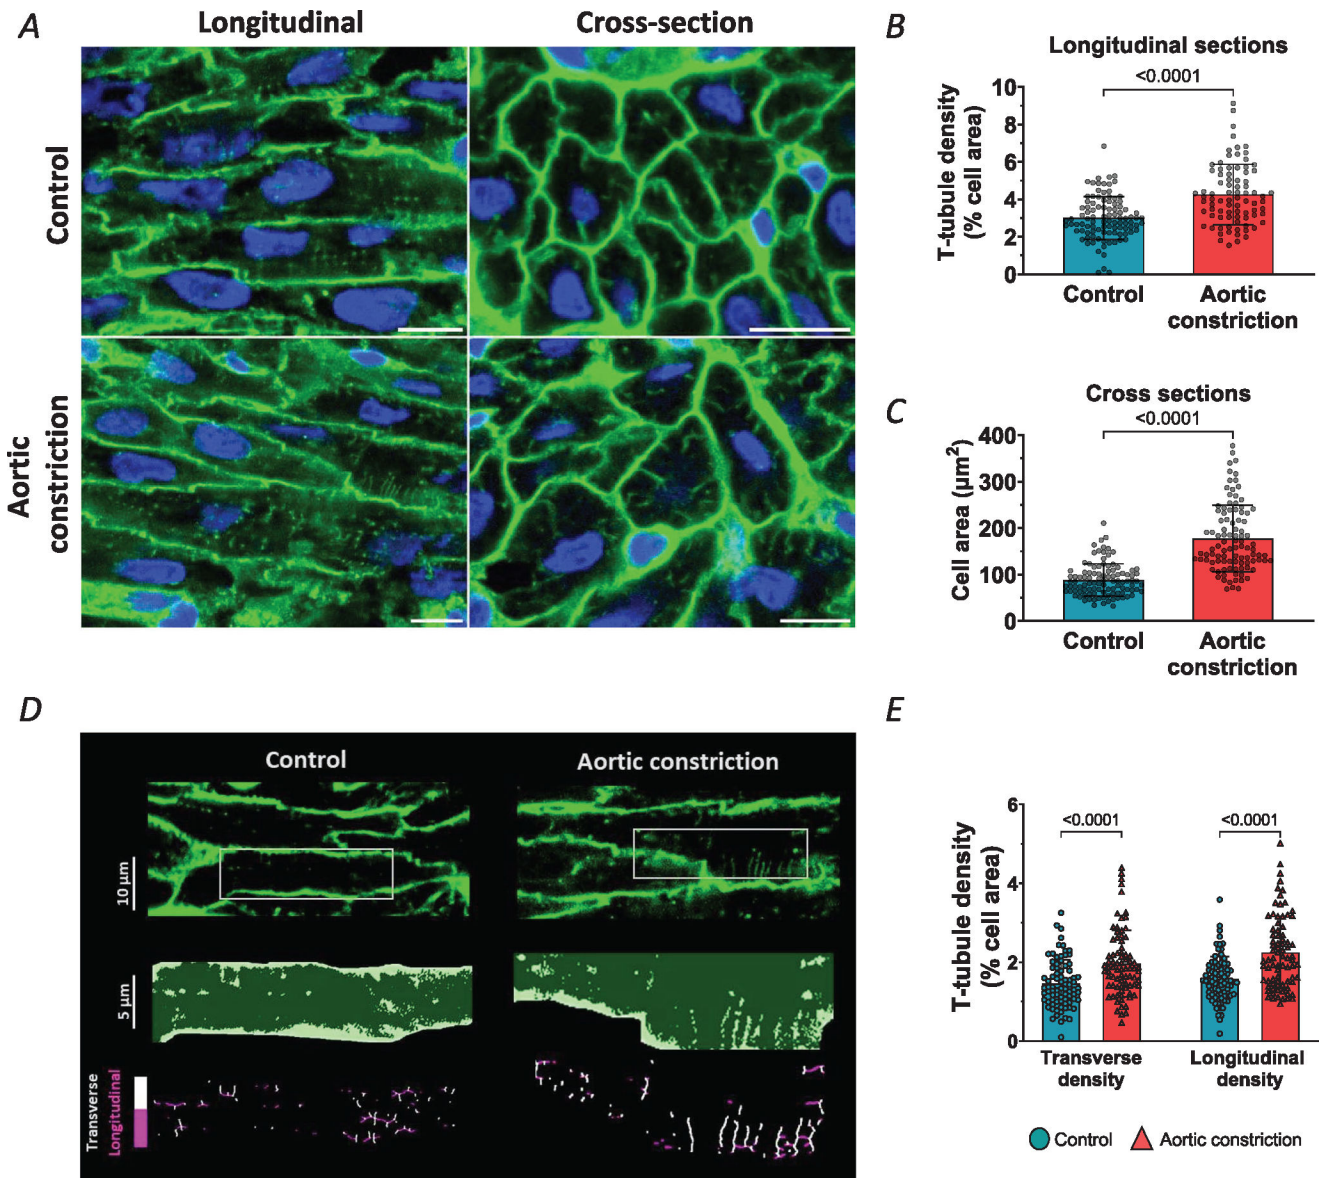 A
Longitudinal
Cross-section
Control
Aortic
constriction
B
Longitudinal sections
<0.0001
T-tubule density
(% cell area)
10
8
6
4
2
0
Control
Aortic
constriction
C
Cross sections
<0.0001
Cell area (µm²)
400
300
200
100
0
Control
Aortic
constriction
D
Control
Aortic constriction
10 µm
5 µm
Transverse
Longitudinal
E
T-tubule density
(% cell area)
6
4
2
0
<0.0001
<0.0001
Transverse
density
Longitudinal
density
Control
Aortic constriction